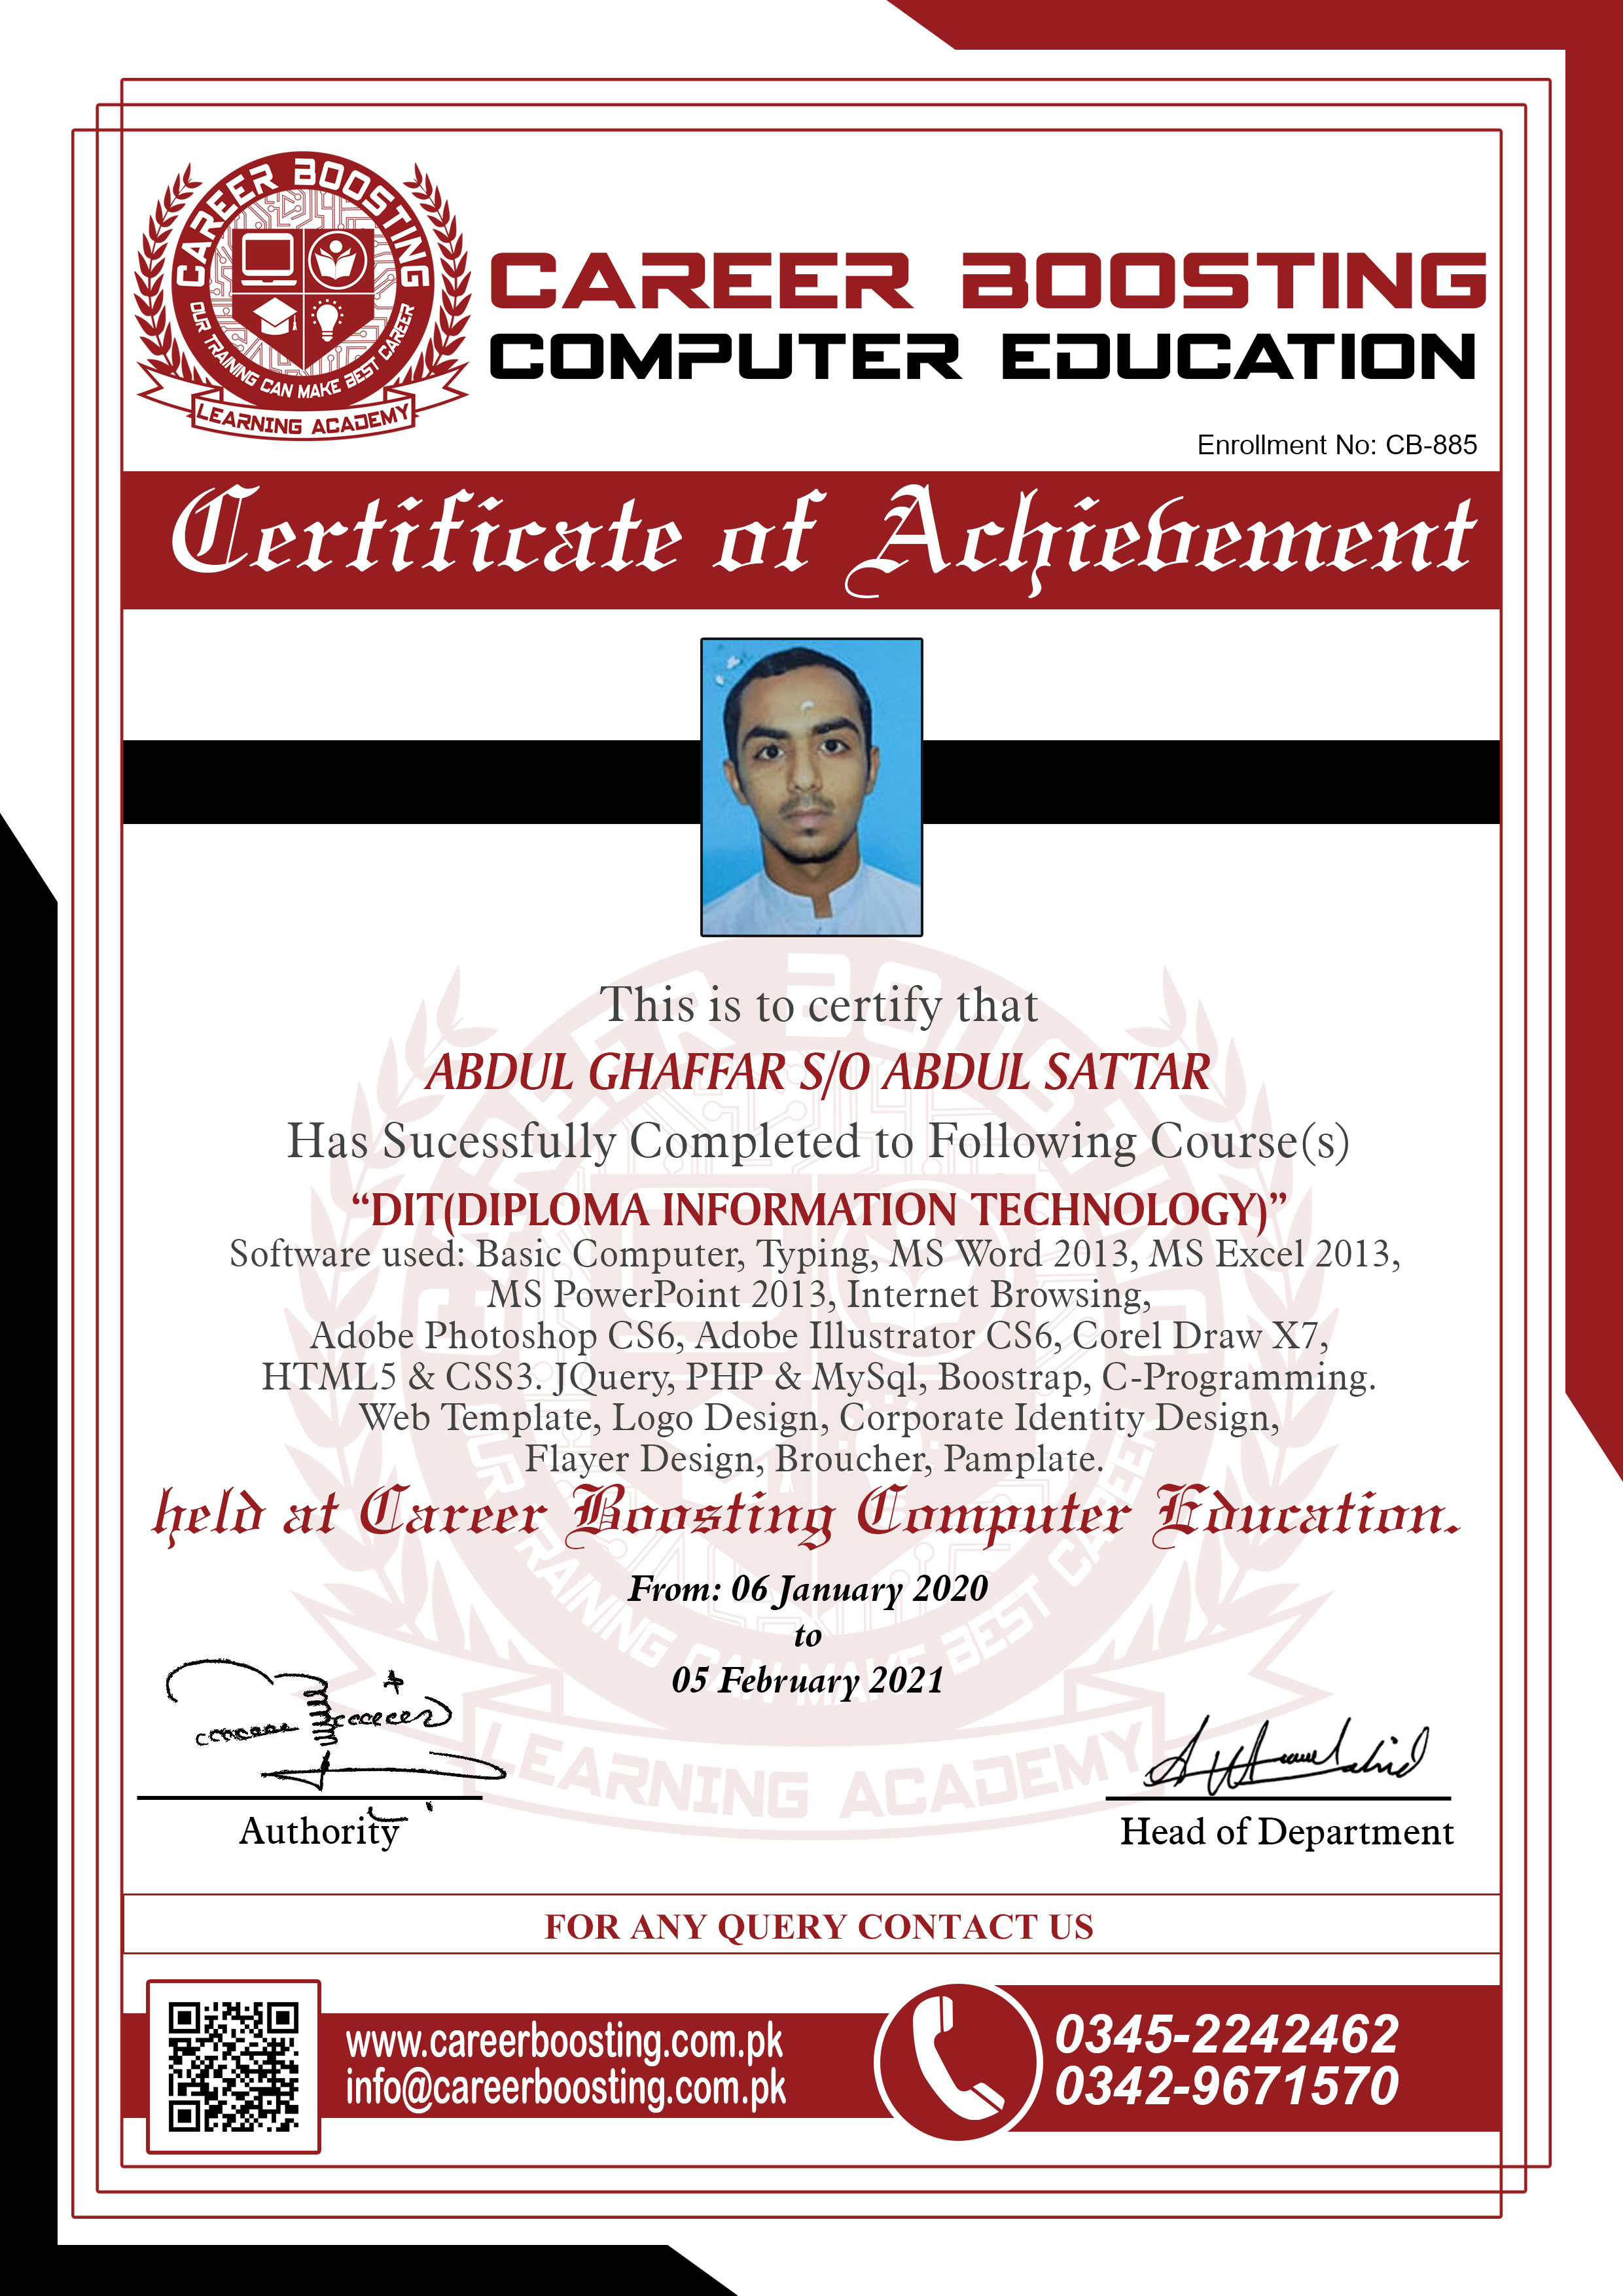 CAREER BOOSTING
OUR TRAINING CAN MAKE BEST CAREER
LEARNING ACADEMY
CAREER BOOSTING
COMPUTER EDUCATION
Enrollment No: CB-885
Certificate of Achievement
This is to certify that
ABDUL GHAFFAR S/O ABDUL SATTAR
Has Sucessfully Completed to Following Course(s)
“DIT(DIPLOMA INFORMATION TECHNOLOGY)”
Software used: Basic Computer, Typing, MS Word 2013, MS Excel 2013,
MS PowerPoint 2013, Internet Browsing,
Adobe Photoshop CS6, Adobe Illustrator CS6, Corel Draw X7,
HTML5 & CSS3. JQuery, PHP & MySql, Boostrap, C-Programming.
Web Template, Logo Design, Corporate Identity Design,
Flayer Design, Broucher, Pamplate.
held at Career Boosting Computer Education.
From: 06 January 2020
to
05 February 2021
LEARNING ACADEMY
Authority
Head of Department
FOR ANY QUERY CONTACT US
www.careerboosting.com.pk
info@careerboosting.com.pk
0345-2242462
0342-9671570